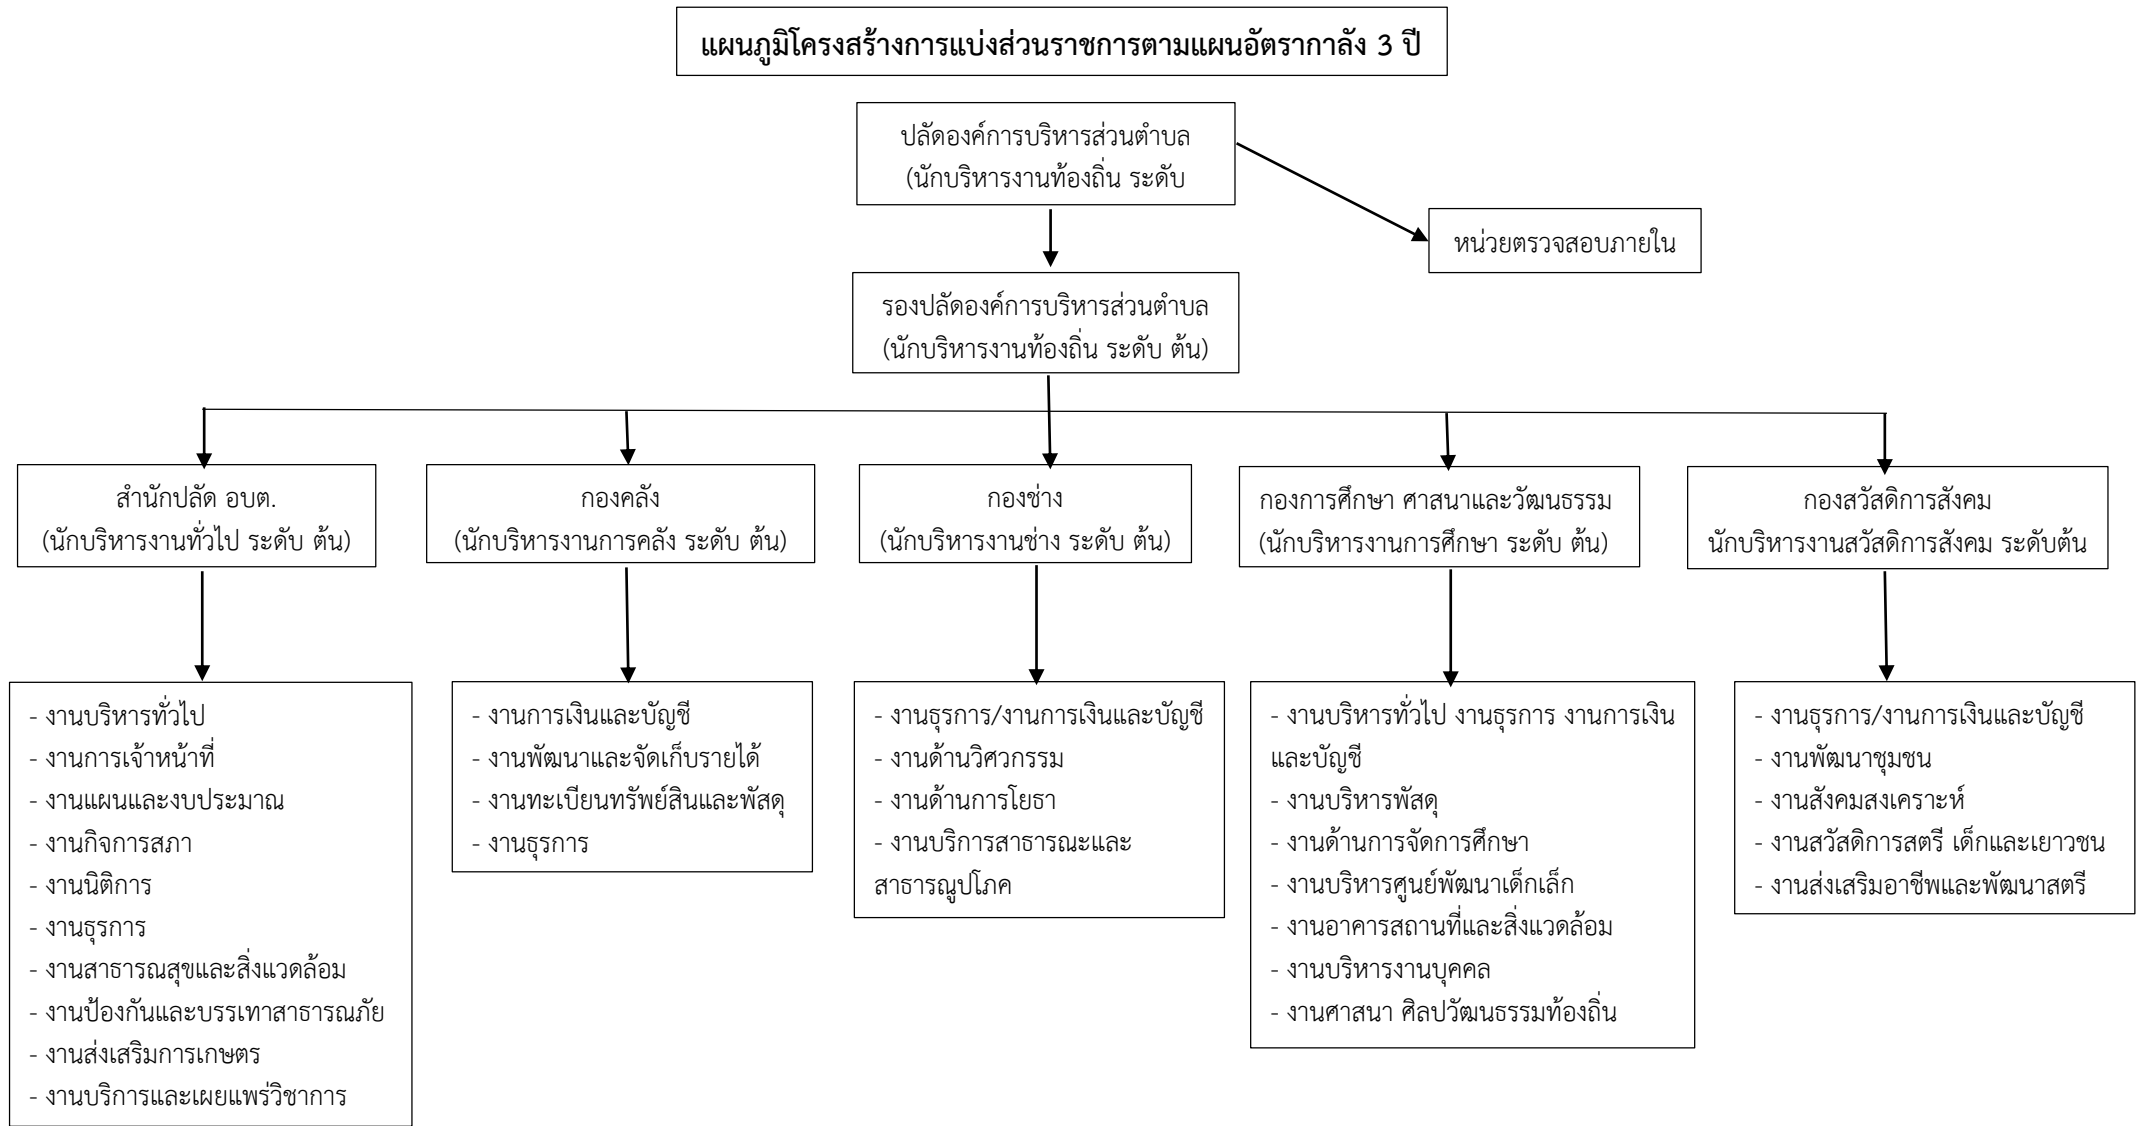 แผนภูมิโครงสร้างการแบ่งส่วนราชการตามแผนอัตรากาลัง 3 ปี
ปลัดองค์การบริหารส่วนตำบล
(นักบริหารงานท้องถิ่น ระดับ
หน่วยตรวจสอบภายใน
รองปลัดองค์การบริหารส่วนตำบล
(นักบริหารงานท้องถิ่น ระดับ ต้น)
สำนักปลัด อบต.
(นักบริหารงานทั่วไป ระดับ ต้น)
กองคลัง
(นักบริหารงานการคลัง ระดับ ต้น)
กองช่าง
(นักบริหารงานช่าง ระดับ ต้น)
กองการศึกษา ศาสนาและวัฒนธรรม
(นักบริหารงานการศึกษา ระดับ ต้น)
กองสวัสดิการสังคม
นักบริหารงานสวัสดิการสังคม ระดับต้น
- งานบริหารทั่วไป
- งานการเจ้าหน้าที่
- งานแผนและงบประมาณ
- งานกิจการสภา
- งานนิติการ
- งานธุรการ
- งานสาธารณสุขและสิ่งแวดล้อม
- งานป้องกันและบรรเทาสาธารณภัย
- งานส่งเสริมการเกษตร
- งานบริการและเผยแพร่วิชาการ
- งานการเงินและบัญชี
- งานพัฒนาและจัดเก็บรายได้
- งานทะเบียนทรัพย์สินและพัสดุ
- งานธุรการ
- งานธุรการ/งานการเงินและบัญชี
- งานด้านวิศวกรรม
- งานด้านการโยธา
- งานบริการสาธารณะและ
สาธารณูปโภค
- งานบริหารทั่วไป งานธุรการ งานการเงิน
และบัญชี
- งานบริหารพัสดุ
- งานด้านการจัดการศึกษา
- งานบริหารศูนย์พัฒนาเด็กเล็ก
- งานอาคารสถานที่และสิ่งแวดล้อม
- งานบริหารงานบุคคล
- งานศาสนา ศิลปวัฒนธรรมท้องถิ่น
- งานธุรการ/งานการเงินและบัญชี
- งานพัฒนาชุมชน
- งานสังคมสงเคราะห์
- งานสวัสดิการสตรี เด็กและเยาวชน
- งานส่งเสริมอาชีพและพัฒนาสตรี